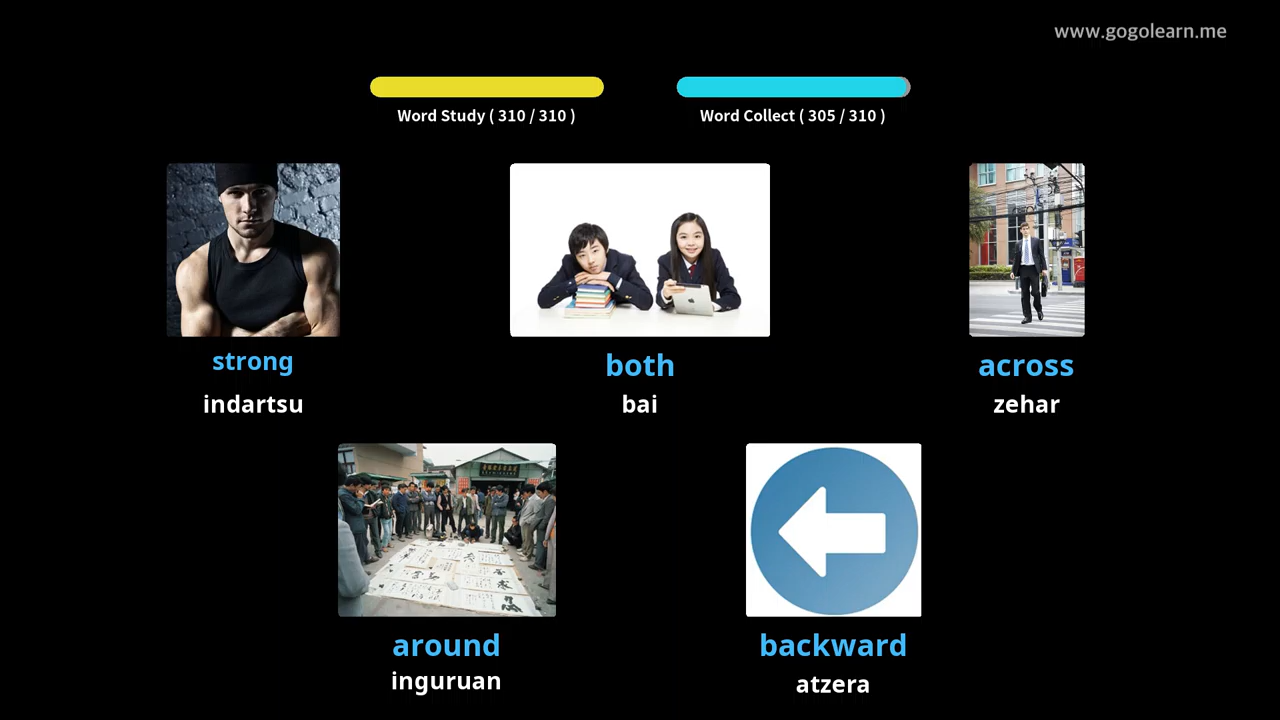 www.gogolearn.me
Word Study ( 310 / 310 )
Word Collect ( 305 / 310 )
strong
indartsu
both
bai
across
zehar
around
inguruan
backward
atzera